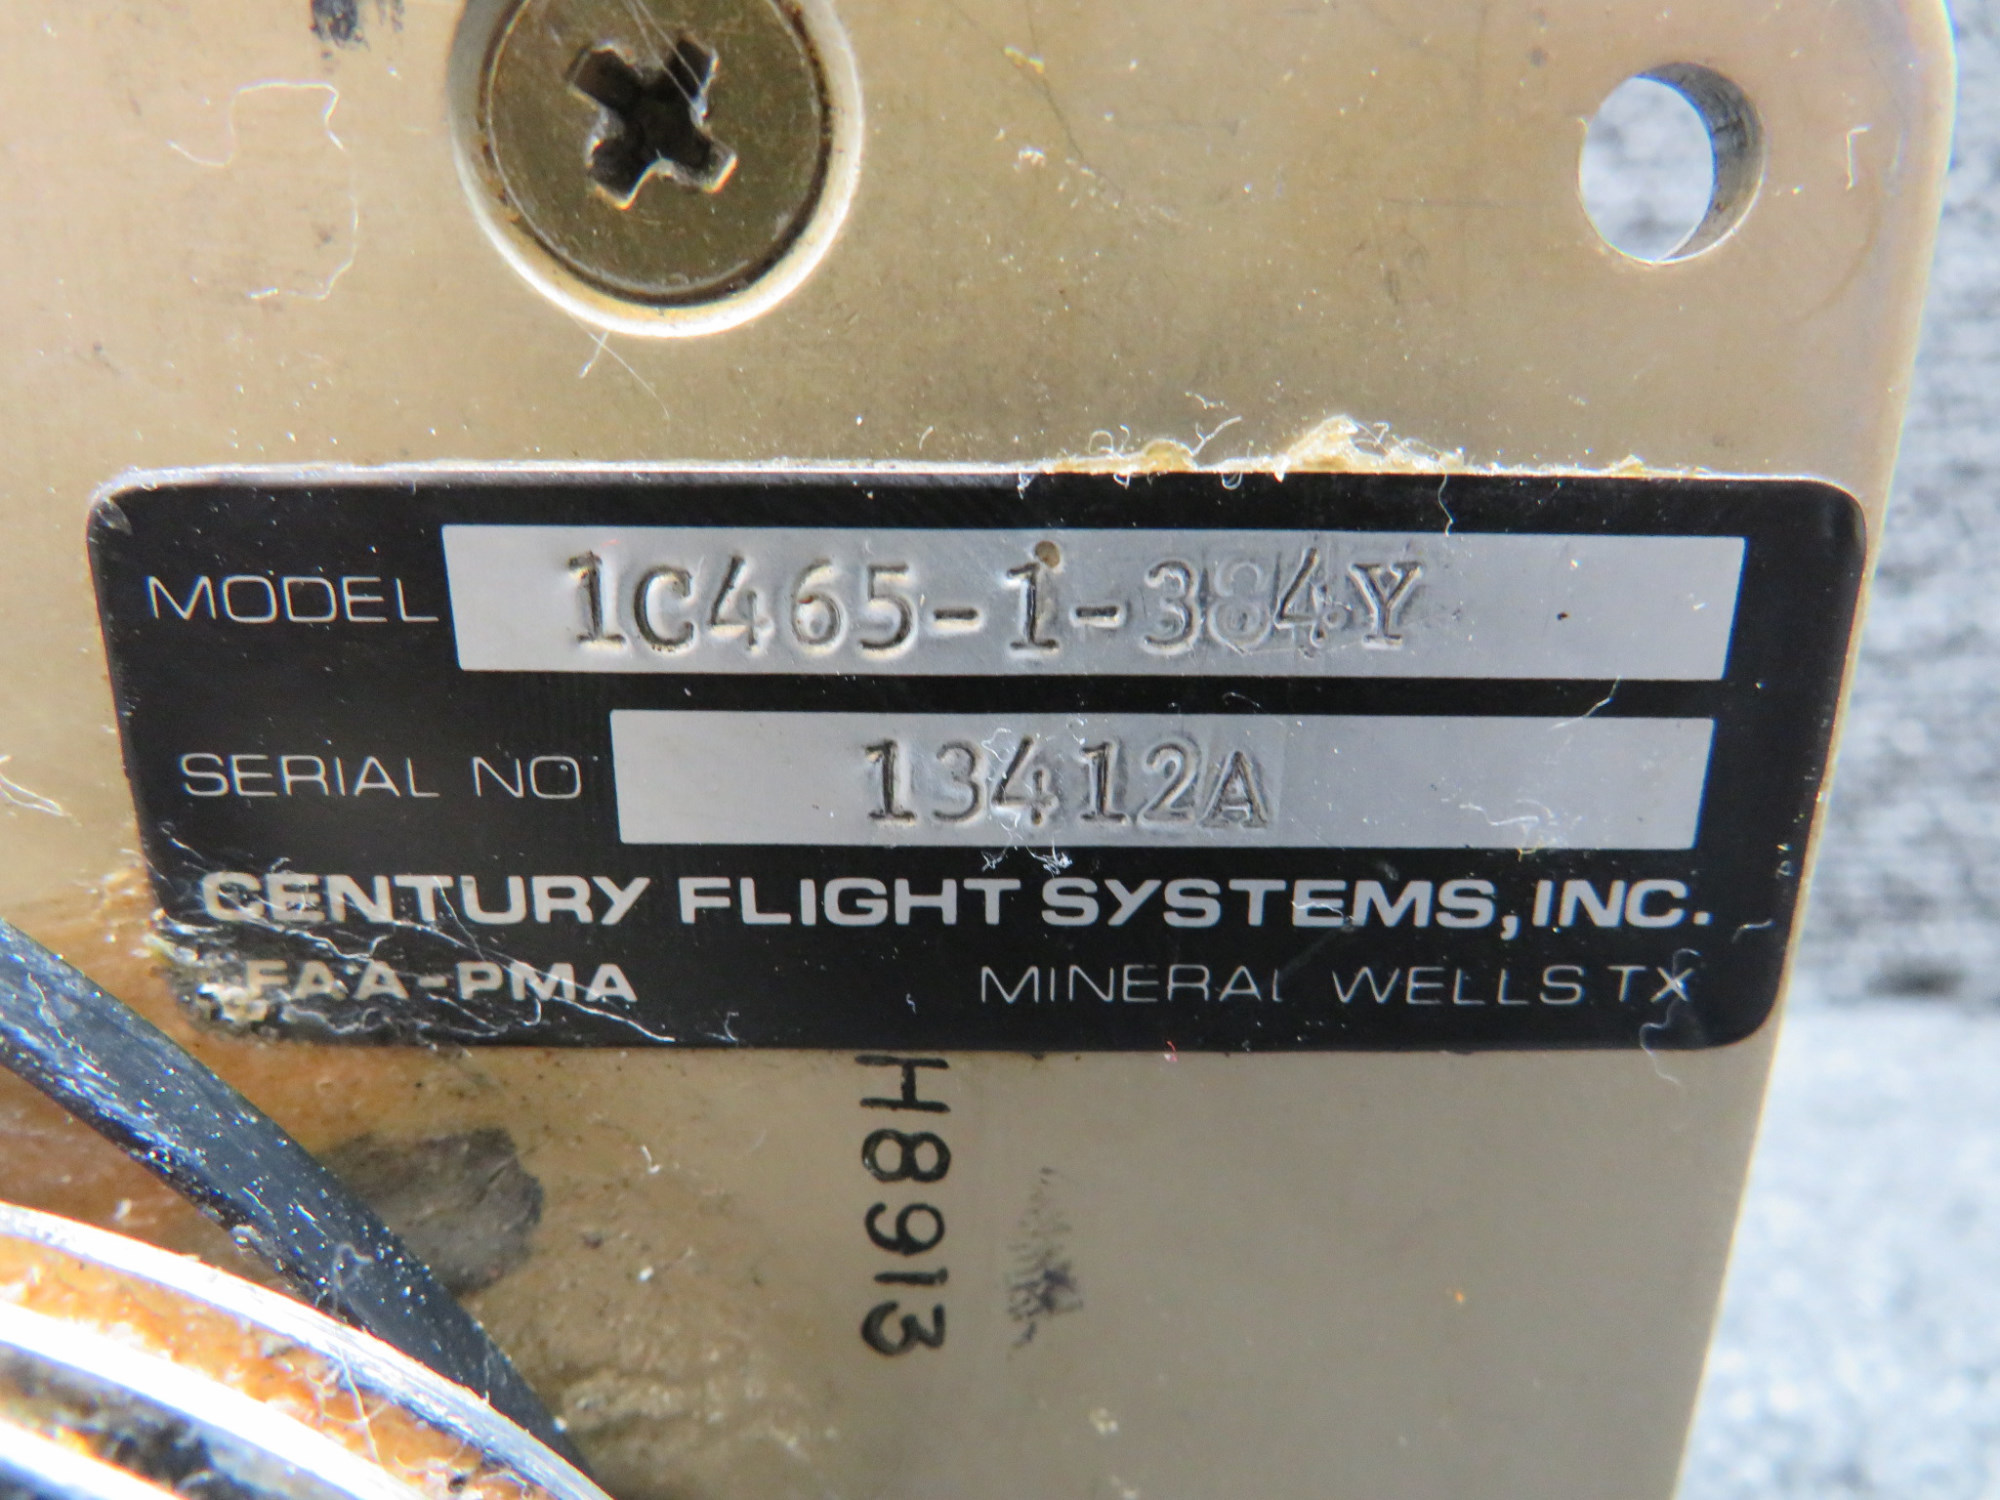 MODEL 1C465-1-384Y
SERIAL NO 13412A
CENTURY FLIGHT SYSTEMS, INC.
FAA-PMA MINERAL WELLS TX
H8913